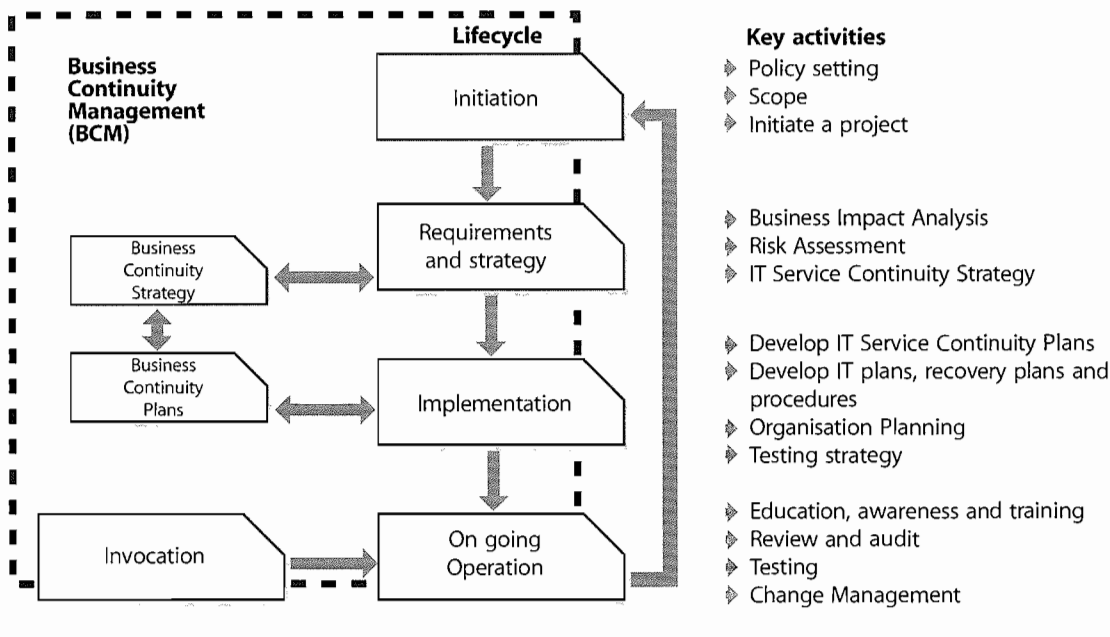 Lifecycle
Business
Continuity
Management
(BCM)
Initiation
Requirements
and strategy
Business
Continuity
Strategy
Business
Continuity
Plans
Implementation
Invocation
On going
Operation
Key activities
Policy setting
Scope
Initiate a project
Business Impact Analysis
Risk Assessment
IT Service Continuity Strategy
Develop IT Service Continuity Plans
Develop IT plans, recovery plans and
procedures
Organisation Planning
Testing strategy
Education, awareness and training
Review and audit
Testing
Change Management